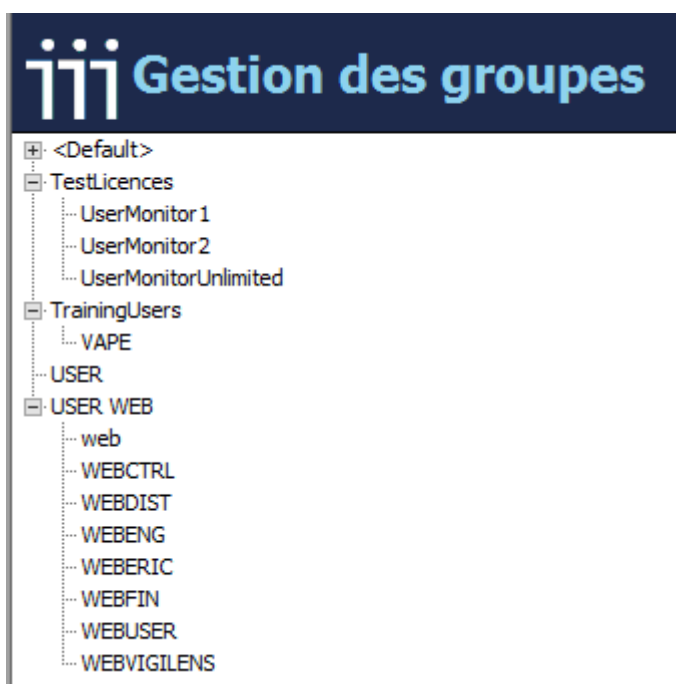 Gestion des groupes
<Default>
TestLicences
UserMonitor1
UserMonitor2
UserMonitorUnlimited
TrainingUsers
VAPE
USER
USER WEB
web
WEBCTRL
WEBDIST
WEBENG
WEBERIC
WEBFIN
WEBUSER
WEBVIGILENS